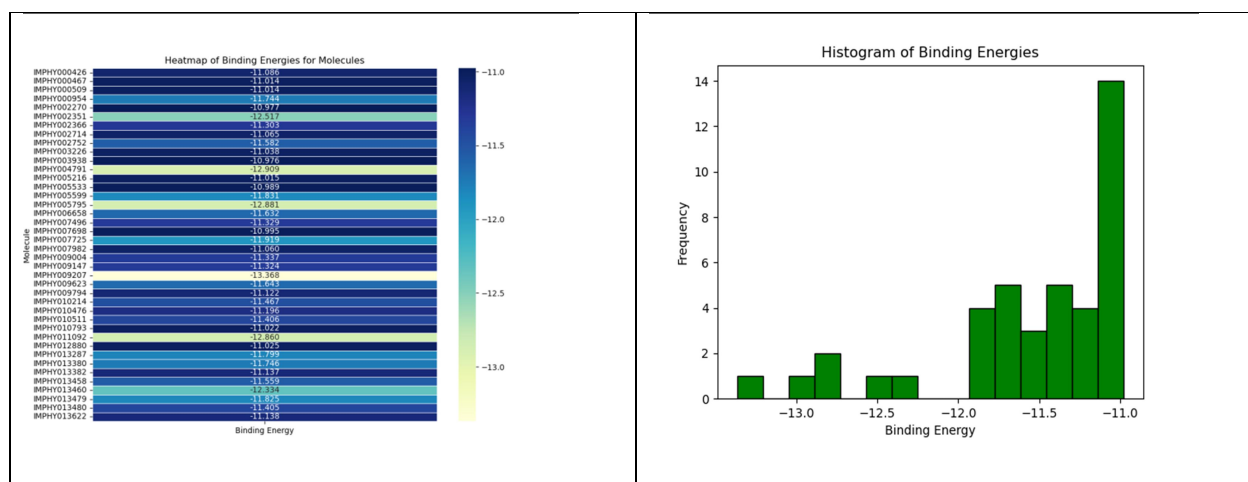 Heatmap of Binding Energies for Molecules
IMPHY000426 -11.086
IMPHY000467 -11.014
IMPHY000509 -11.014
IMPHY000954 -11.744
IMPHY002270 -10.977
IMPHY002351 -12.517
IMPHY002366 -11.303
IMPHY002714 -11.065
IMPHY002752 -11.582
IMPHY003226 -11.038
IMPHY003938 -10.976
IMPHY004791 -12.909
IMPHY005216 -11.015
IMPHY005533 -10.989
IMPHY005599 -11.831
IMPHY005795 -12.881
IMPHY006658 -11.632
IMPHY007496 -11.329
IMPHY007698 -10.995
IMPHY007725 -11.919
IMPHY007982 -11.060
IMPHY009004 -11.337
IMPHY009147 -11.324
IMPHY009207 -13.368
IMPHY009623 -11.643
IMPHY009794 -11.122
IMPHY010214 -11.467
IMPHY010476 -11.196
IMPHY010511 -11.406
IMPHY010793 -11.022
IMPHY011092 -12.860
IMPHY012880 -11.025
IMPHY013287 -11.799
IMPHY013380 -11.746
IMPHY013382 -11.137
IMPHY013458 -11.559
IMPHY013460 -12.334
IMPHY013479 -11.825
IMPHY013480 -11.405
IMPHY013622 -11.138
Molecule
Binding Energy
−11.0
−12.0
−12.5
−13.0
−11.5
Histogram of Binding Energies
Frequency
14
12
10
8
6
4
2
0
−13.0 −12.5 −12.0 −11.5 −11.0
Binding Energy